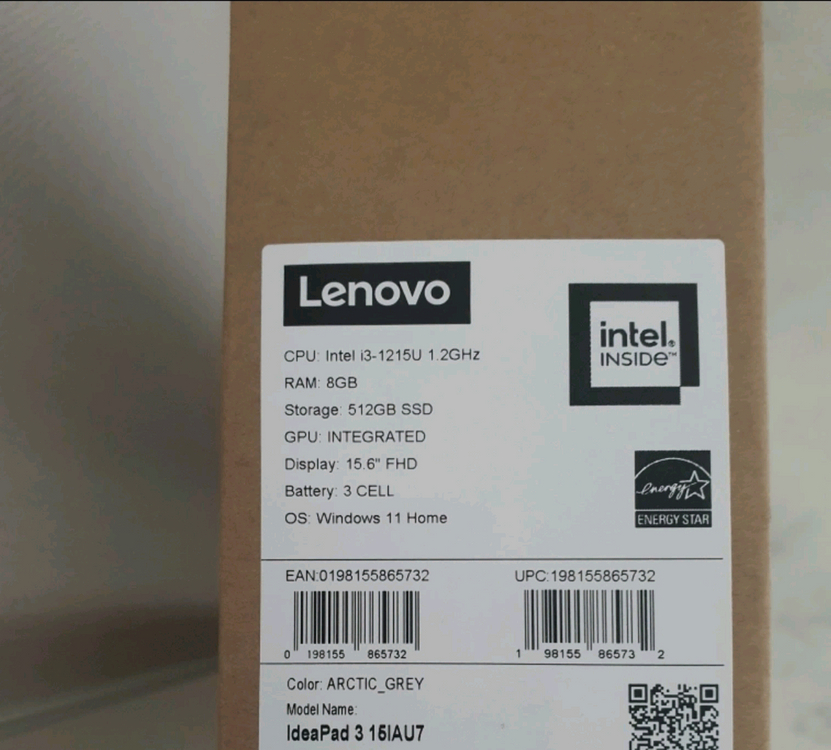 Lenovo
intel®
INSIDE™
CPU: Intel i3-1215U 1.2GHz
RAM: 8GB
Storage: 512GB SSD
GPU: INTEGRATED
Display: 15.6" FHD
Battery: 3 CELL
OS: Windows 11 Home
energy
ENERGY STAR
EAN:0198155865732 UPC:198155865732
0 198155 865732 1 98155 86573 2
Color: ARCTIC_GREY
Model Name:
IdeaPad 3 15IAU7